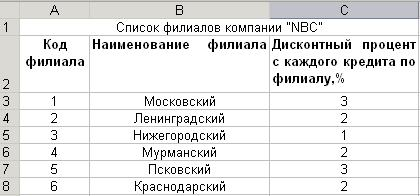 A B C
1 Список филиалов компании "NBC"
2 Код филиала Наименование филиала Дисконтный процент с каждого кредита по филиалу,%
3 1 Московский 3
4 2 Ленинградский 2
5 3 Нижегородский 1
6 4 Мурманский 2
7 5 Псковский 3
8 6 Краснодарский 2